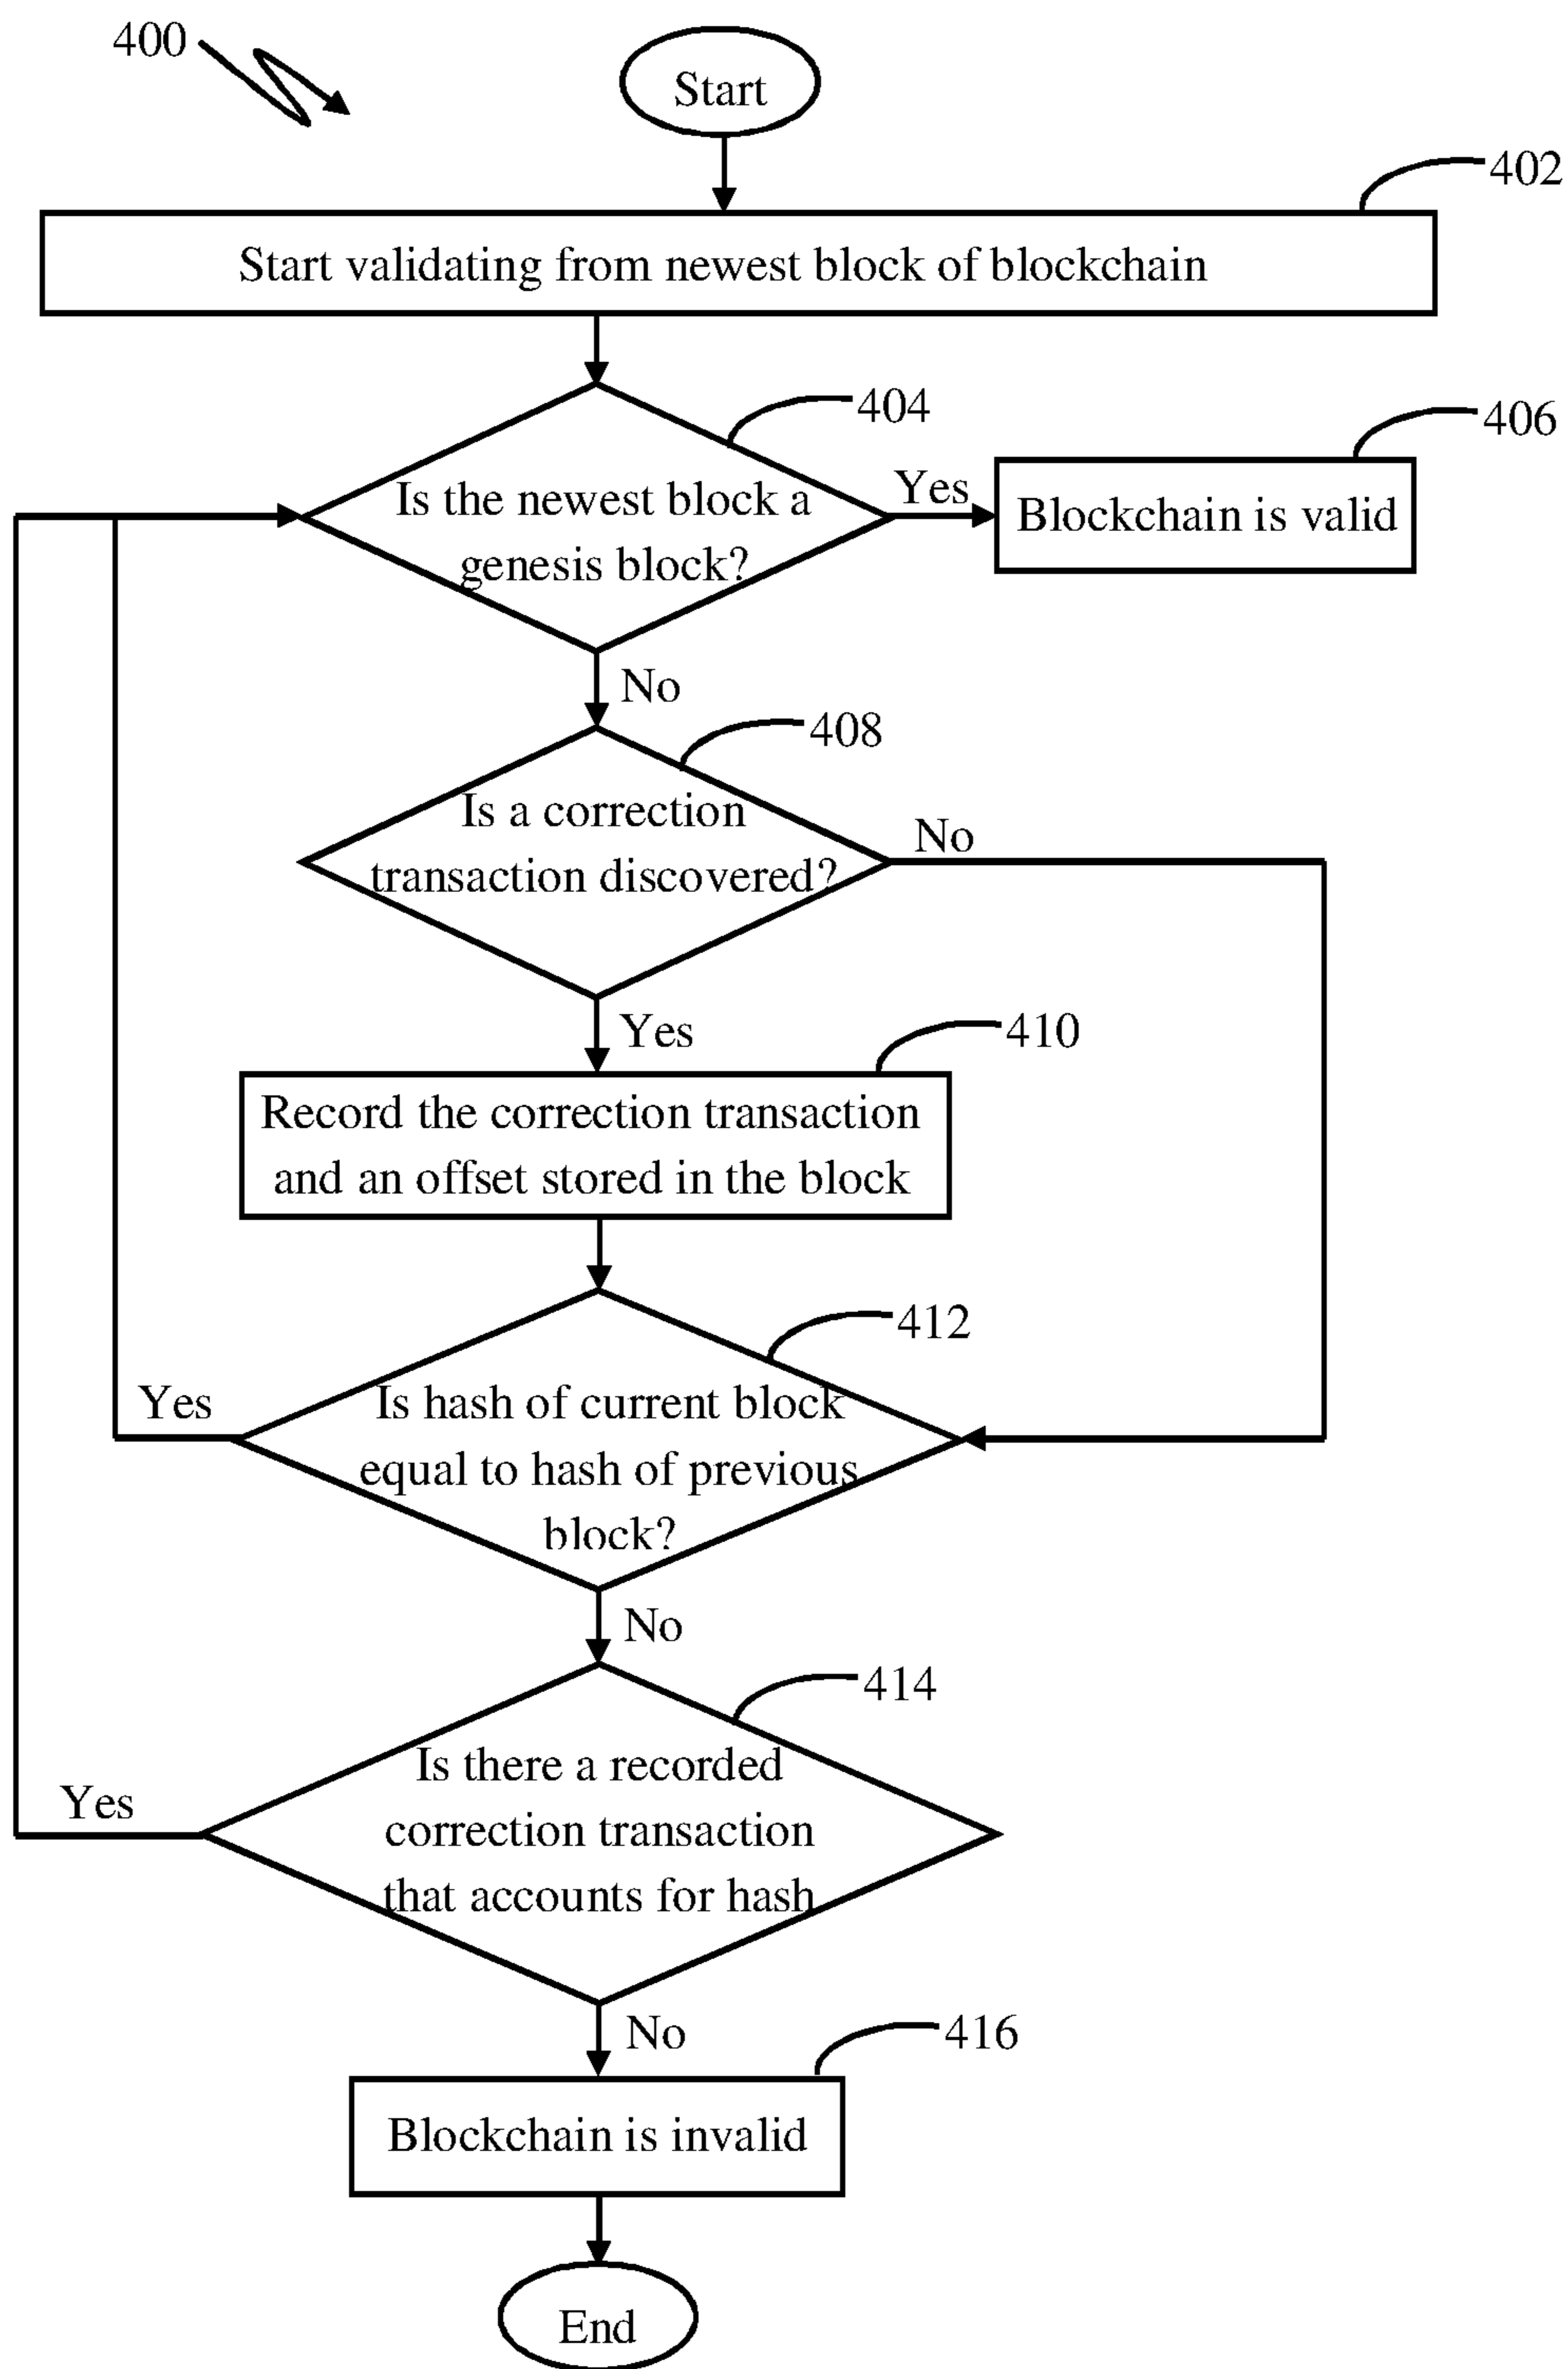 400
Start
402
Start validating from newest block of blockchain
404
406
Is the newest block a
genesis block?
Yes
Blockchain is valid
No
408
Is a correction
transaction discovered?
No
Yes
410
Record the correction transaction
and an offset stored in the block
412
Yes
Is hash of current block
equal to hash of previous
block?
No
414
Is there a recorded
correction transaction
that accounts for hash
Yes
No
416
Blockchain is invalid
End